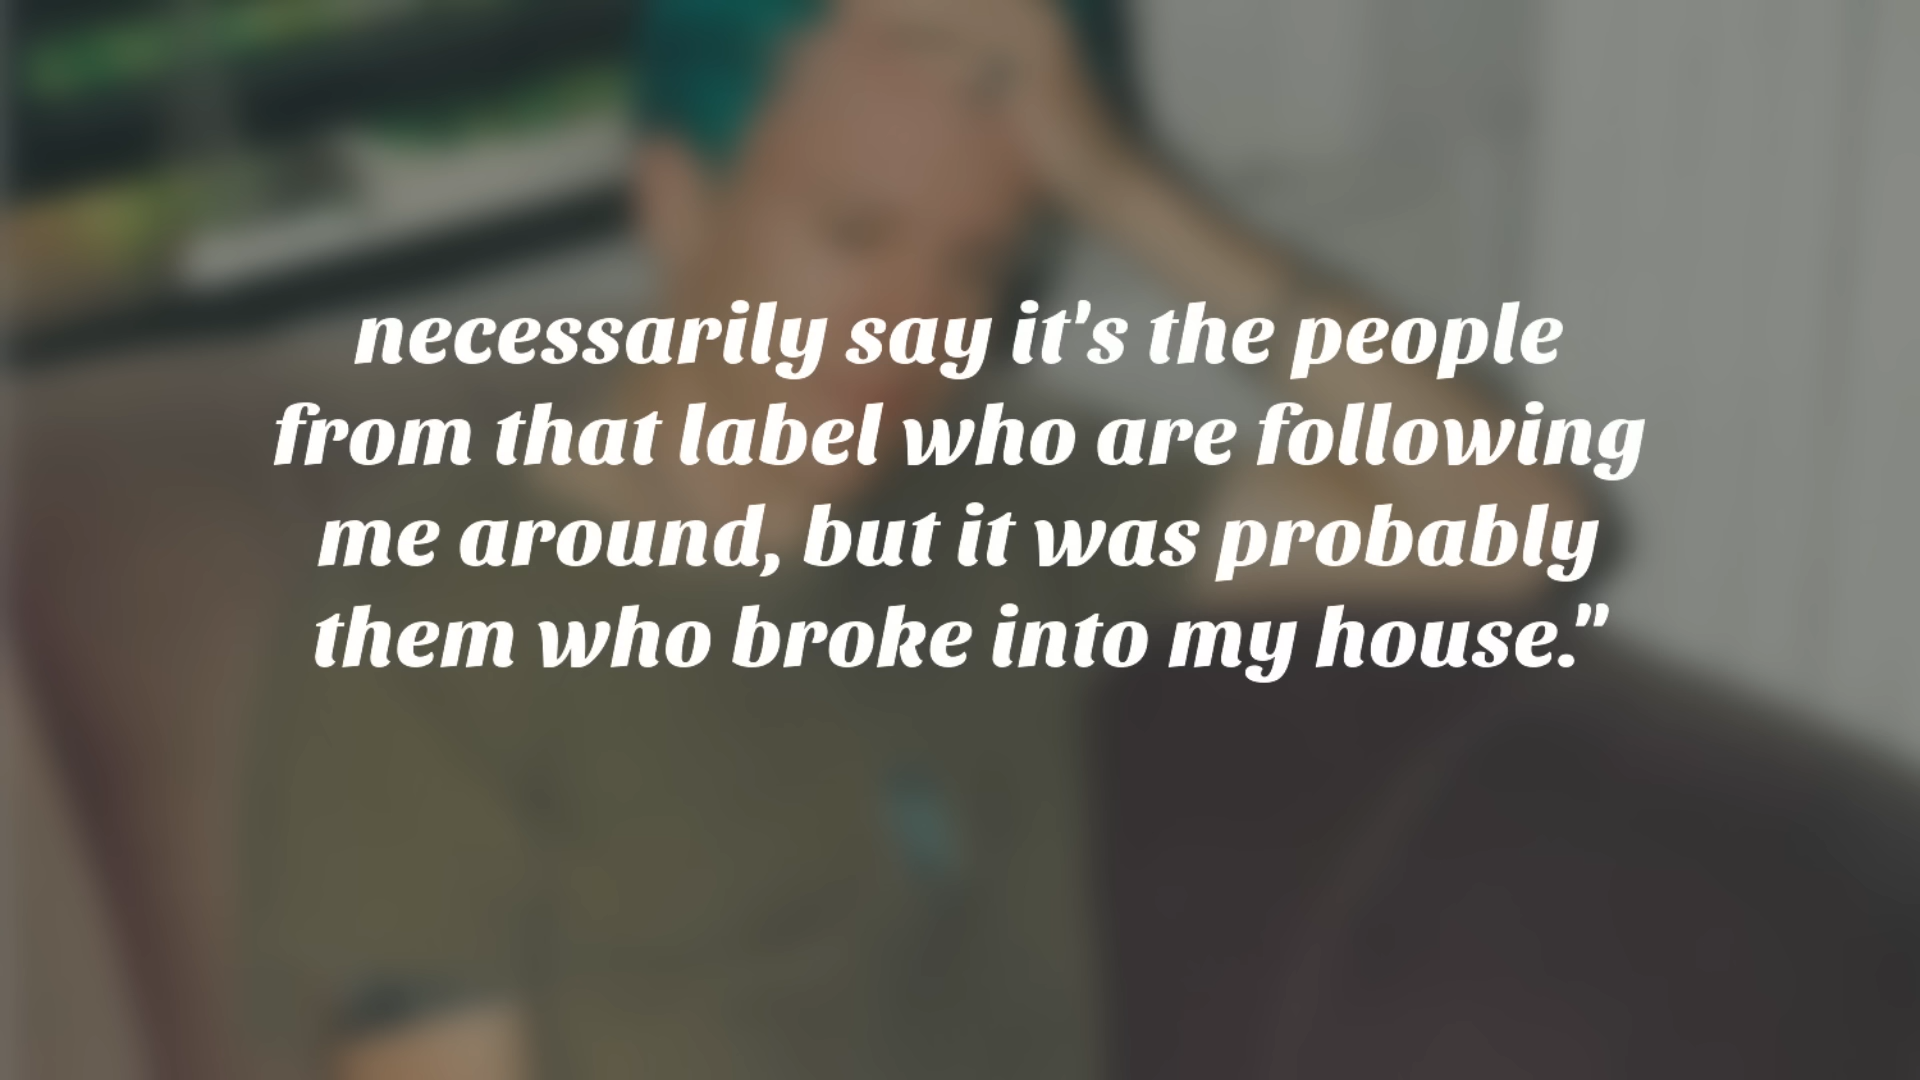 necessarily say it's the people
from that label who are following
me around, but it was probably
them who broke into my house."